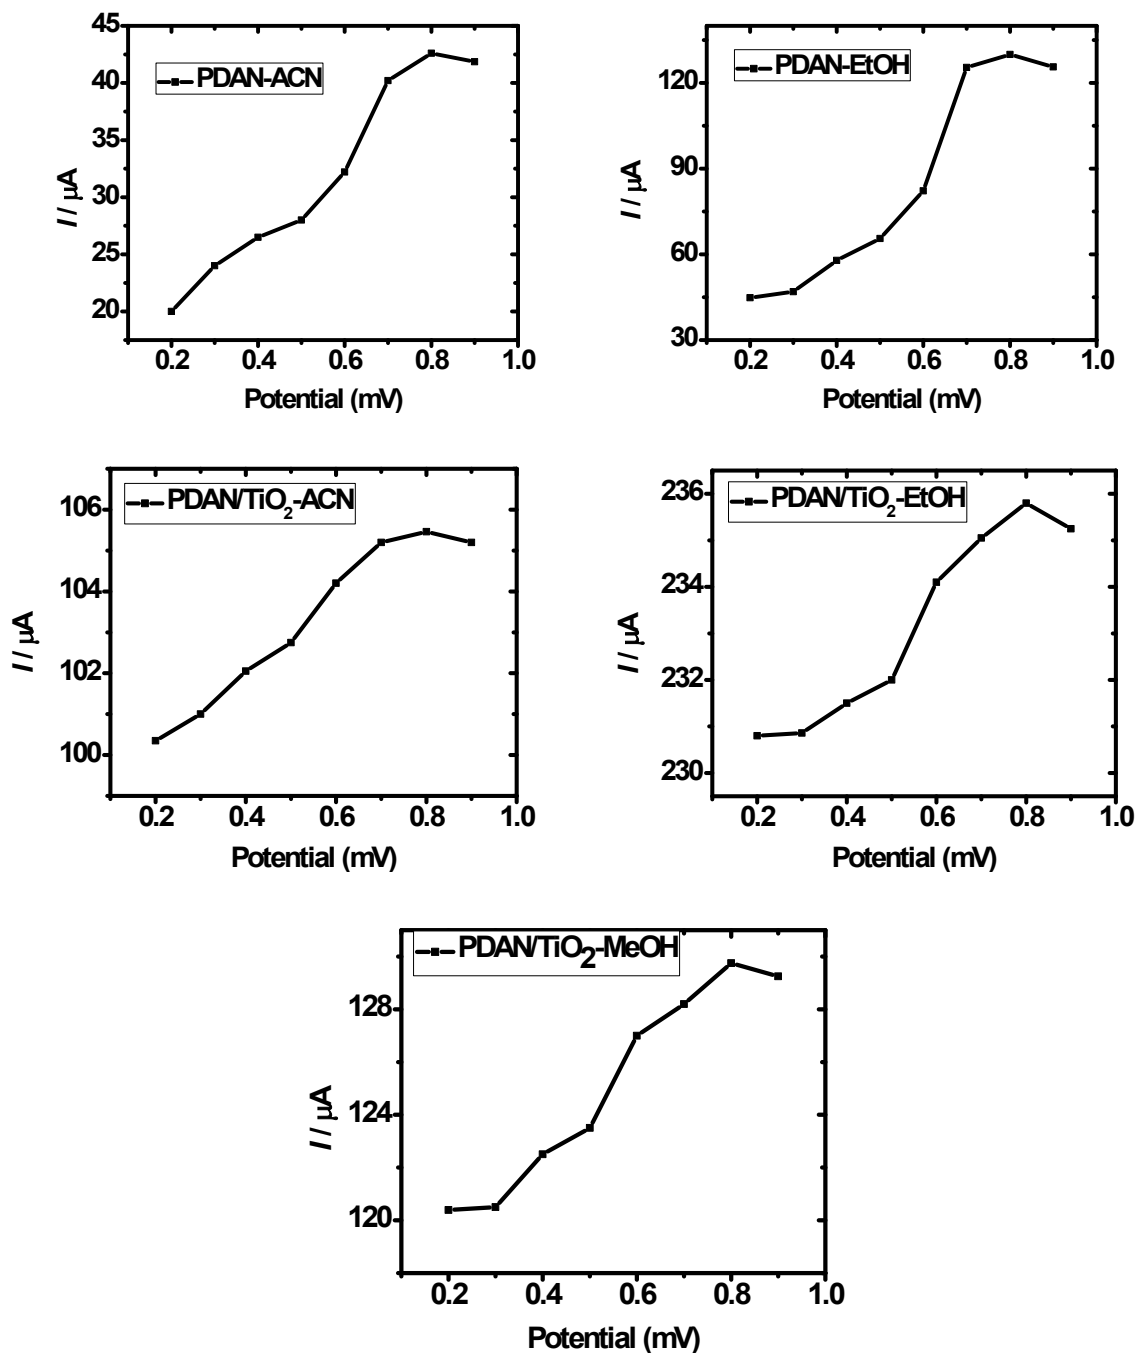 PDAN-ACN
45
40
35
30
25
20
I / μA
0.2 0.4 0.6 0.8 1.0
Potential (mV)
PDAN-EtOH
120
90
60
30
I / μA
0.2 0.4 0.6 0.8 1.0
Potential (mV)
PDAN/TiO₂-ACN
106
104
102
100
I / μA
0.2 0.4 0.6 0.8 1.0
Potential (mV)
PDAN/TiO₂-EtOH
236
234
232
230
I / μA
0.2 0.4 0.6 0.8 1.0
Potential (mV)
PDAN/TiO₂-MeOH
128
124
120
I / μA
0.2 0.4 0.6 0.8 1.0
Potential (mV)